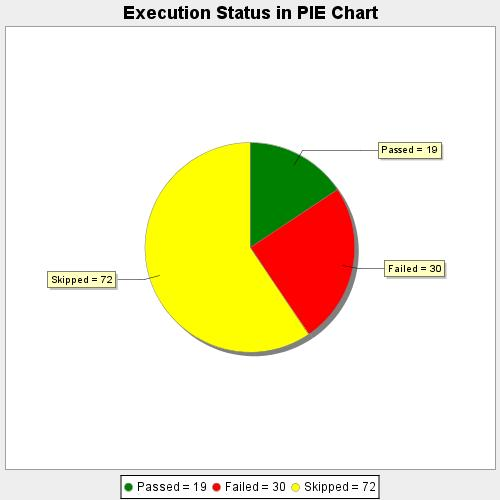 Execution Status in PIE Chart
Passed = 19
Failed = 30
Skipped = 72
Passed = 19 Failed = 30 Skipped = 72